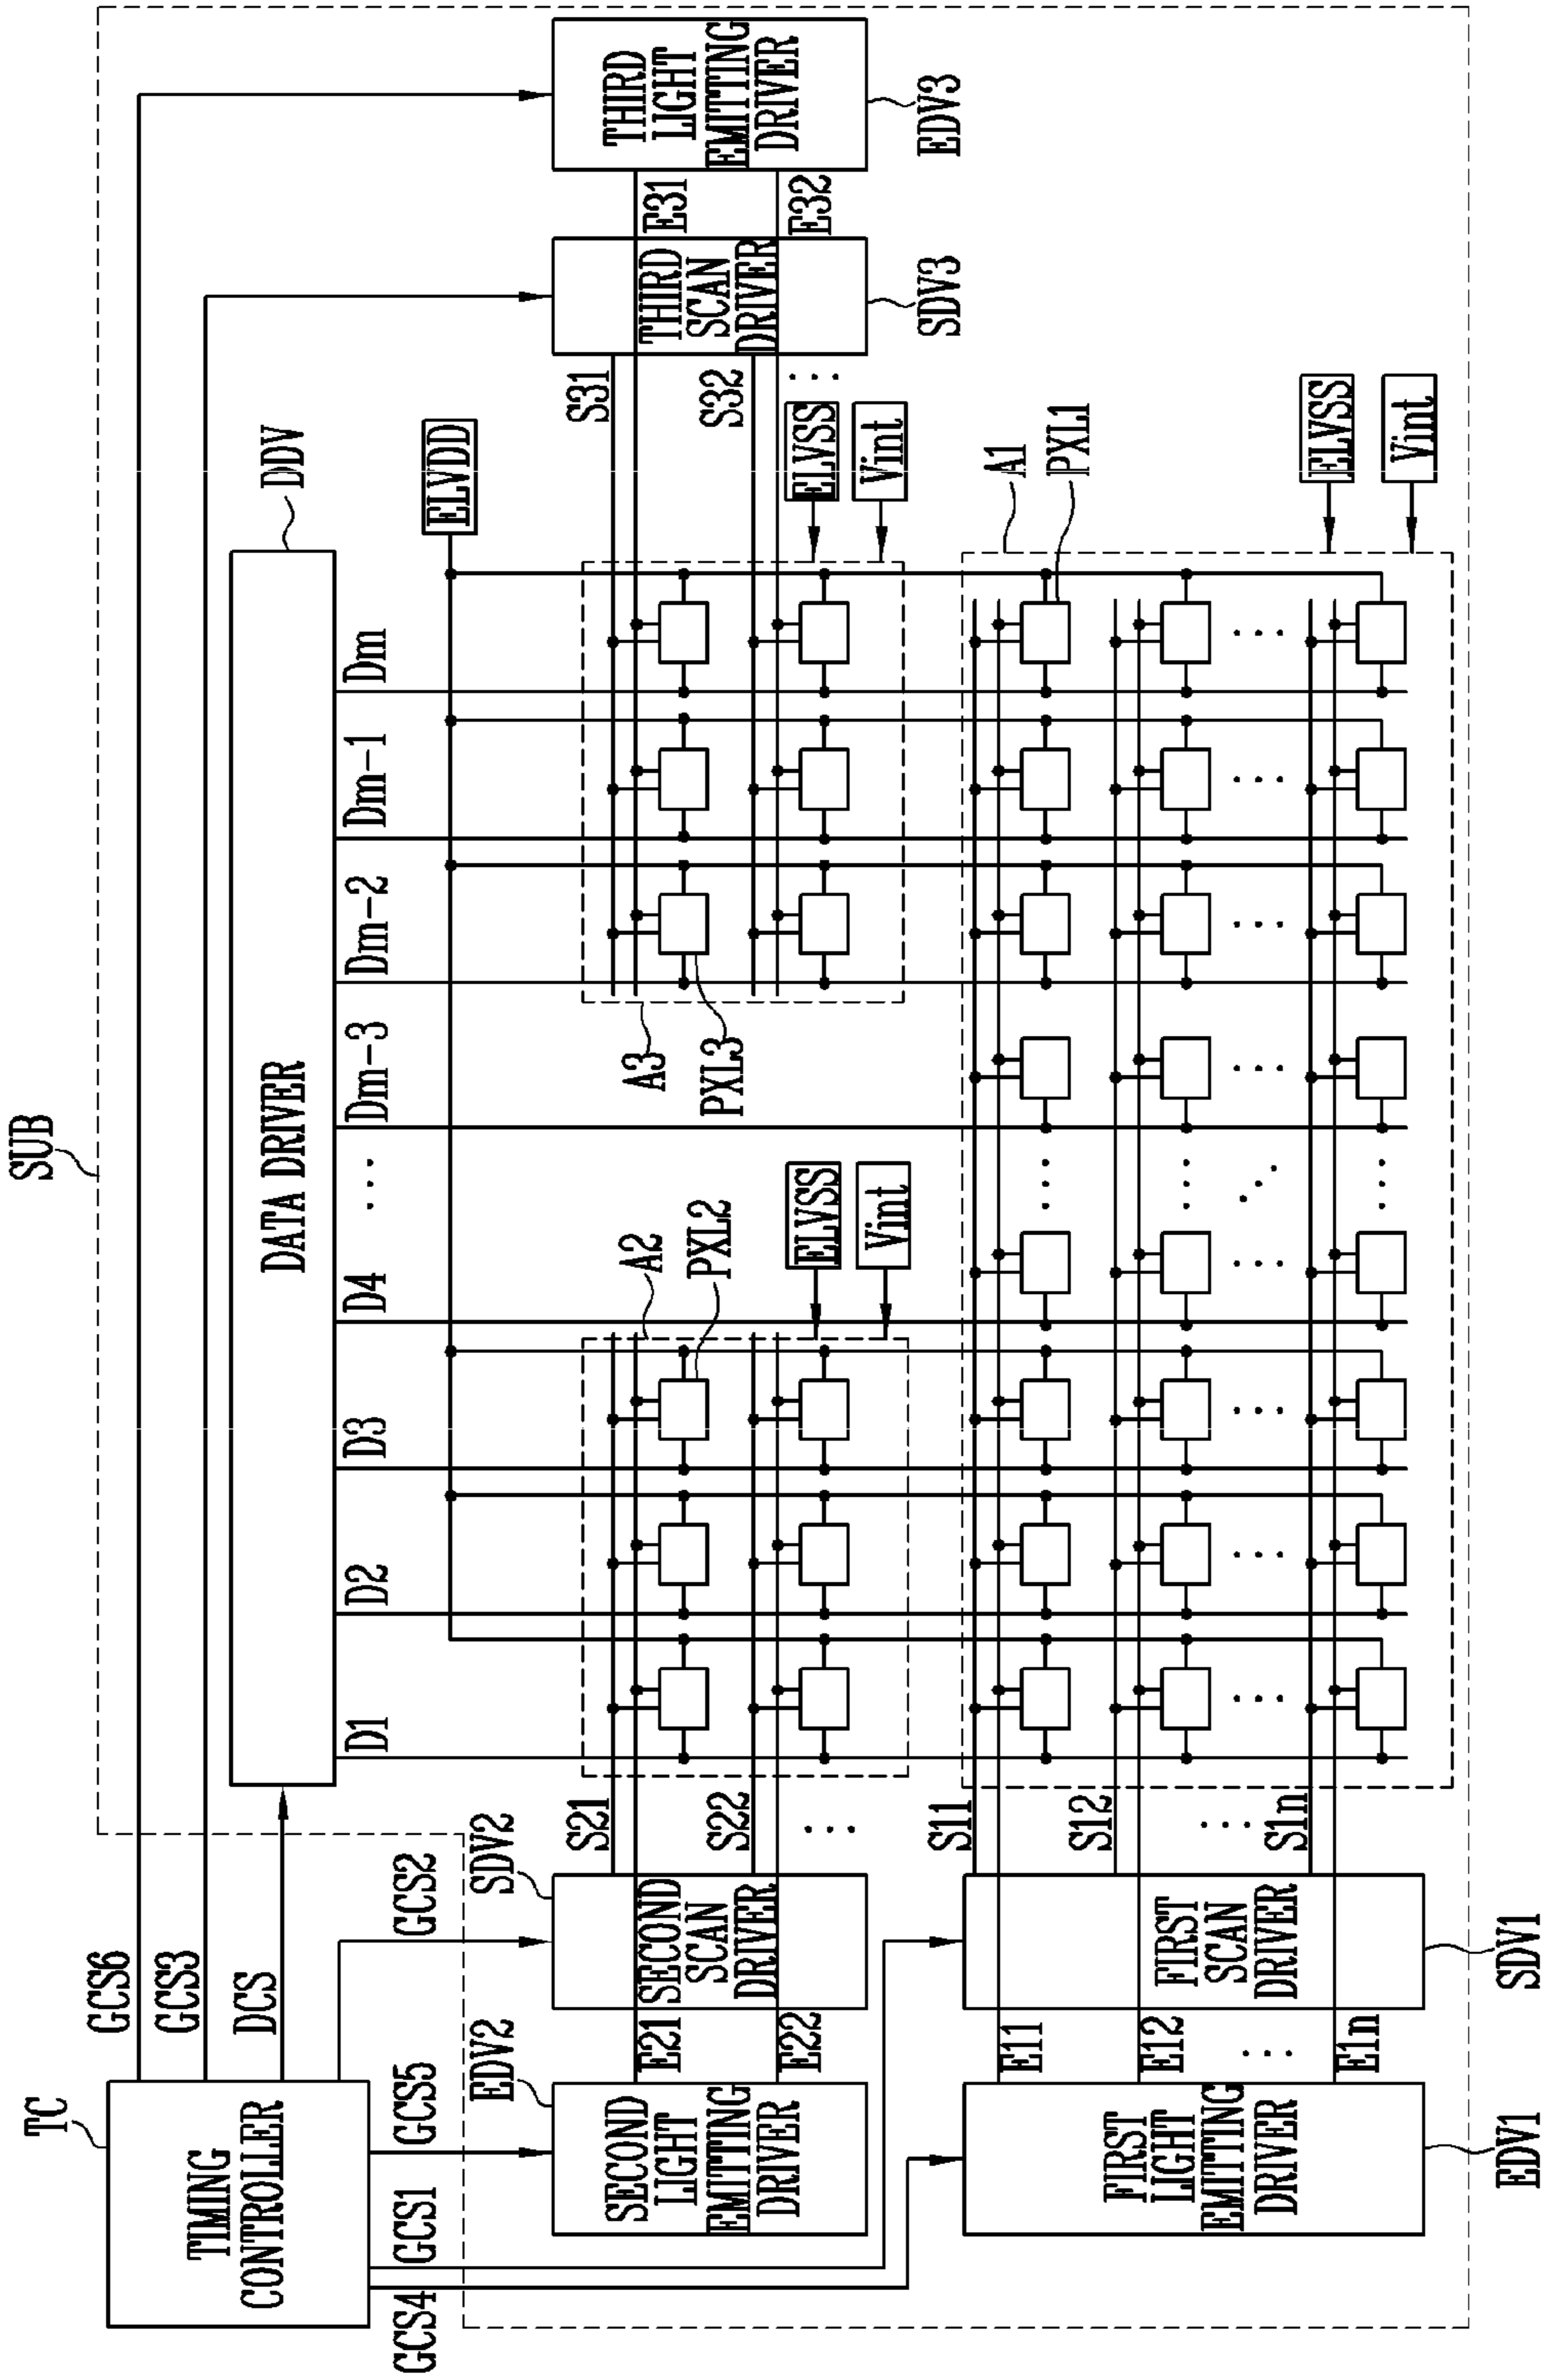 SUB
TC
TIMING
CONTROLLER
GCS6
GCS3
DCS
GCS2
GCS5
GCS1
GCS4
DATA DRIVER
DDV
D1
D2
D3
D4
...
Dm-3
Dm-2
Dm-1
Dm
ELVDD
EDV2
SECOND
LIGHT
EMITTING
DRIVER
E21
E22
SDV2
SECOND
SCAN
DRIVER
S21
S22
...
A2
PXL2
ELVSS
Vint
A3
PXL3
ELVSS
Vint
S31
S32
...
THIRD
SCAN
DRIVER
SDV3
E31
E32
THIRD
LIGHT
EMITTING
DRIVER
EDV3
FIRST
LIGHT
EMITTING
DRIVER
EDV1
E11
E12
...
E1n
FIRST
SCAN
DRIVER
SDV1
S11
S12
...
S1n
A1
PXL1
ELVSS
Vint